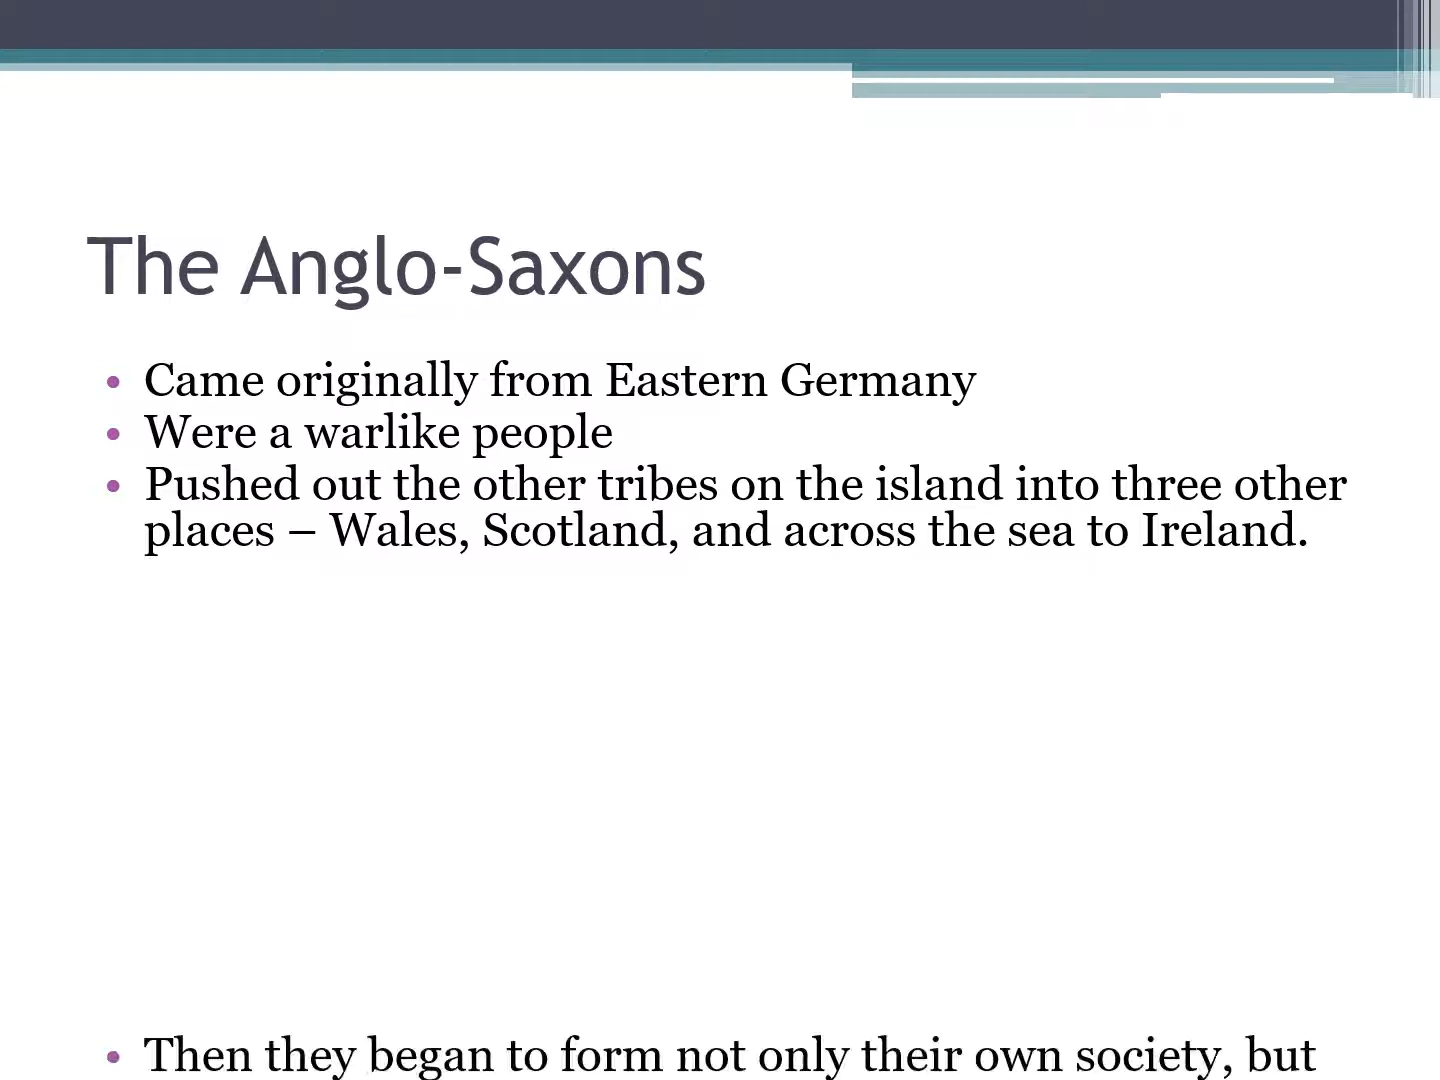 The Anglo-Saxons
• Came originally from Eastern Germany
• Were a warlike people
• Pushed out the other tribes on the island into three other
places – Wales, Scotland, and across the sea to Ireland.
• Then they began to form not only their own society, but